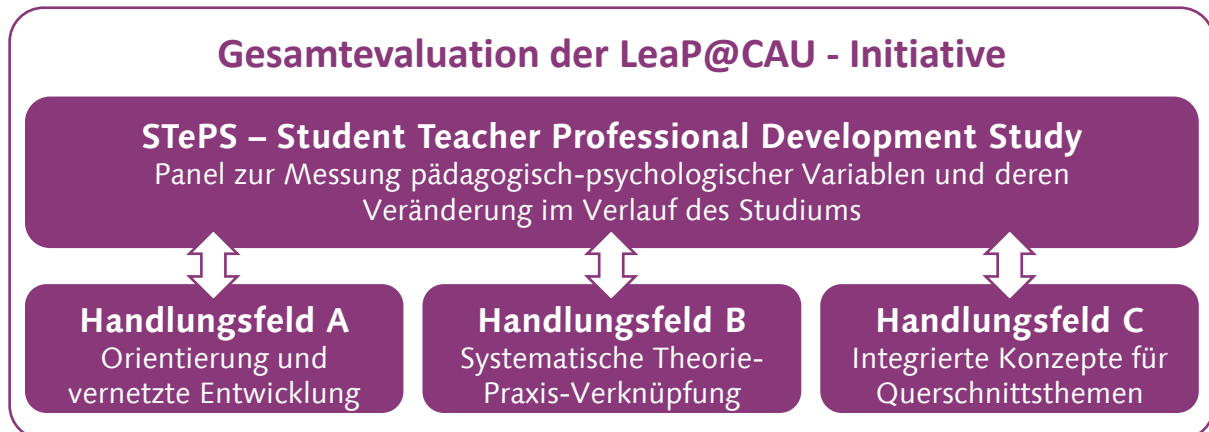 Gesamtevaluation der LeaP@CAU - Initiative
STePS – Student Teacher Professional Development Study
Panel zur Messung pädagogisch-psychologischer Variablen und deren
Veränderung im Verlauf des Studiums
Handlungsfeld A
Orientierung und
vernetzte Entwicklung
Handlungsfeld B
Systematische Theorie-
Praxis-Verknüpfung
Handlungsfeld C
Integrierte Konzepte für
Querschnittsthemen